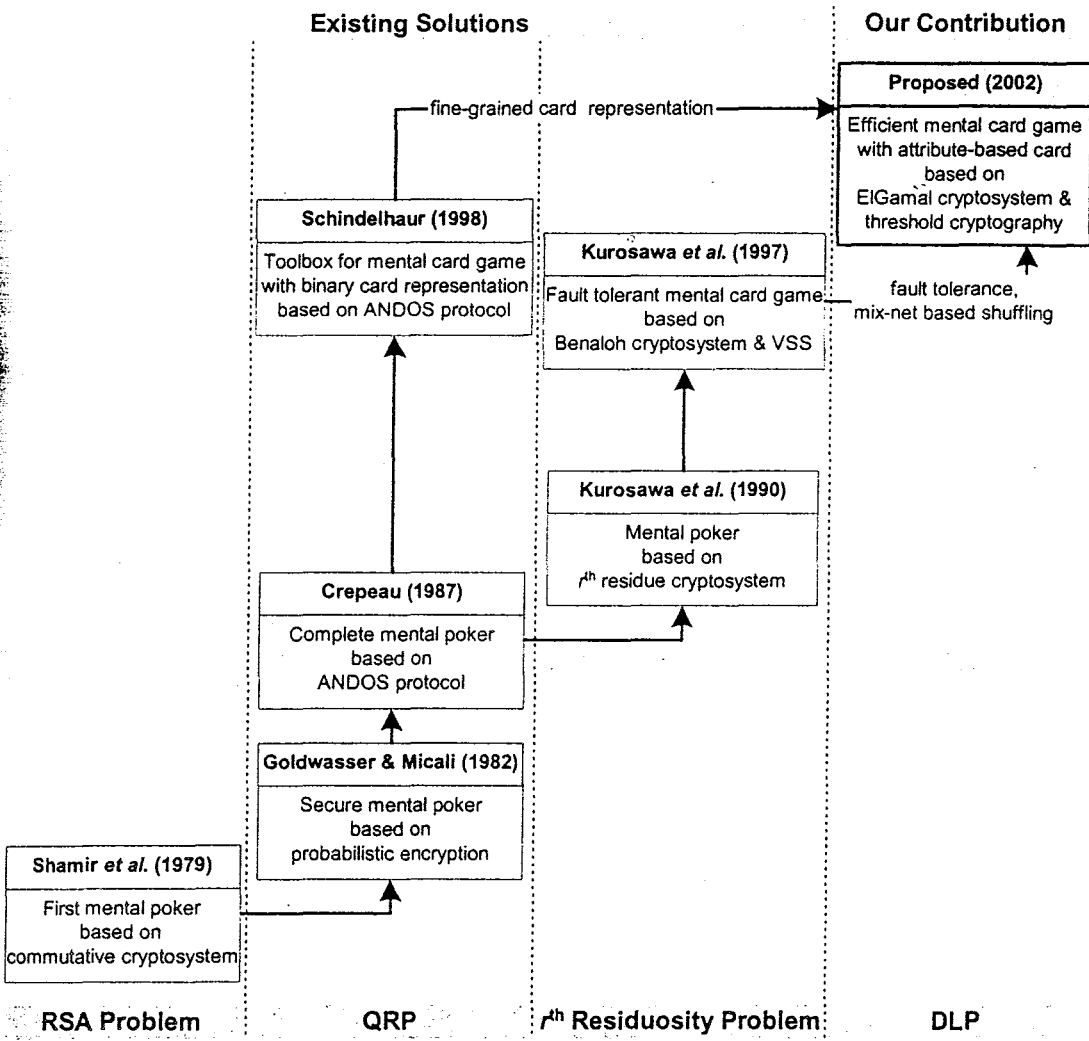 Existing Solutions
Our Contribution
Proposed (2002)
Efficient mental card game
with attribute-based card
based on
ElGamal cryptosystem &
threshold cryptography
fine-grained card representation
Schindelhaur (1998)
Toolbox for mental card game
with binary card representation
based on ANDOS protocol
Kurosawa et al. (1997)
Fault tolerant mental card game
based on
Benaloh cryptosystem & VSS
fault tolerance,
mix-net based shuffling
Kurosawa et al. (1990)
Mental poker
based on
rth residue cryptosystem
Crepeau (1987)
Complete mental poker
based on
ANDOS protocol
Goldwasser & Micali (1982)
Secure mental poker
based on
probabilistic encryption
Shamir et al. (1979)
First mental poker
based on
commutative cryptosystem
RSA Problem
QRP
rth Residuosity Problem
DLP